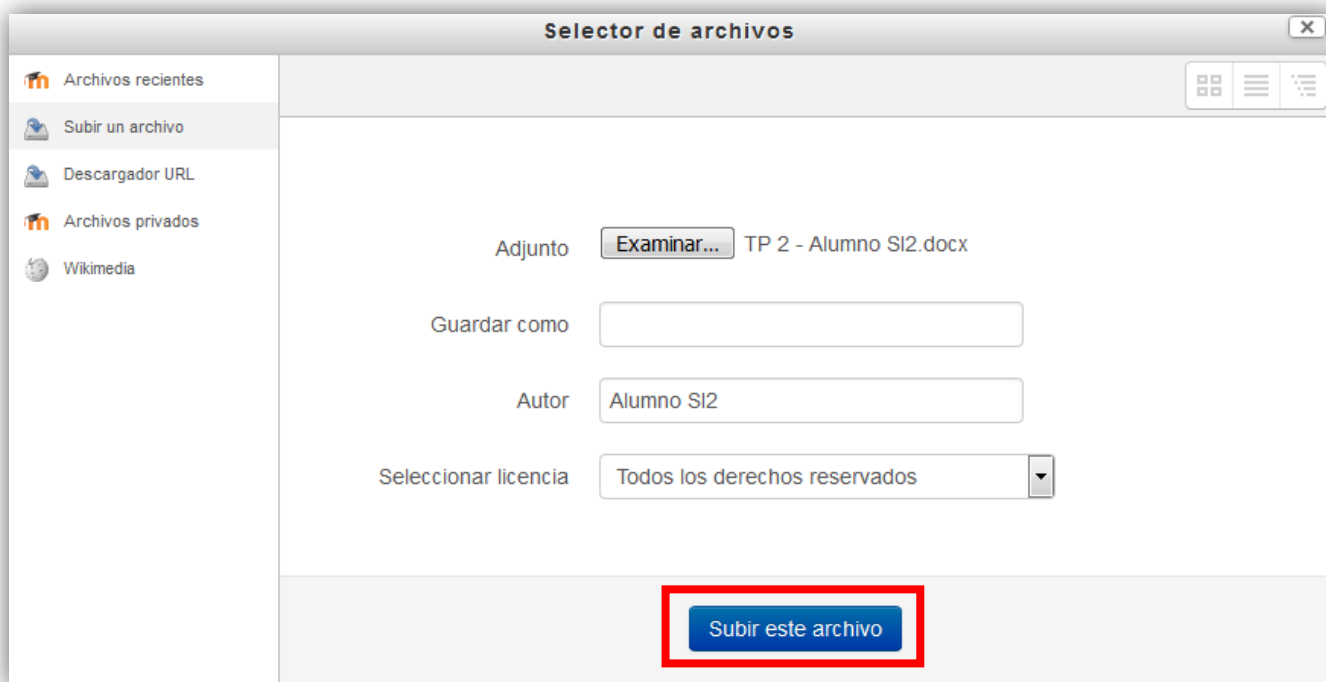 Selector de archivos
Archivos recientes
Subir un archivo
Descargador URL
Archivos privados
Wikimedia
Adjunto Examinar... TP 2 - Alumno SI2.docx
Guardar como
Autor Alumno SI2
Seleccionar licencia Todos los derechos reservados
Subir este archivo